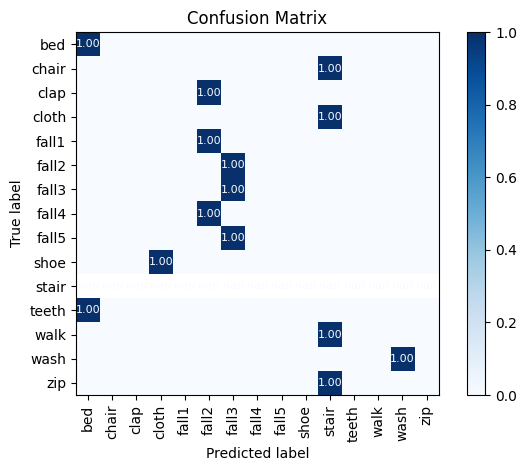 Confusion Matrix
True label
bed 1.00
chair 1.00
clap 1.00
cloth 1.00
fall1 1.00
fall2 1.00
fall3 1.00
fall4 1.00
fall5 1.00
shoe 1.00
stair
teeth 1.00
walk 1.00
wash 1.00
zip 1.00
bed chair clap cloth fall1 fall2 fall3 fall4 fall5 shoe stair teeth walk wash zip
Predicted label
1.0
0.8
0.6
0.4
0.2
0.0